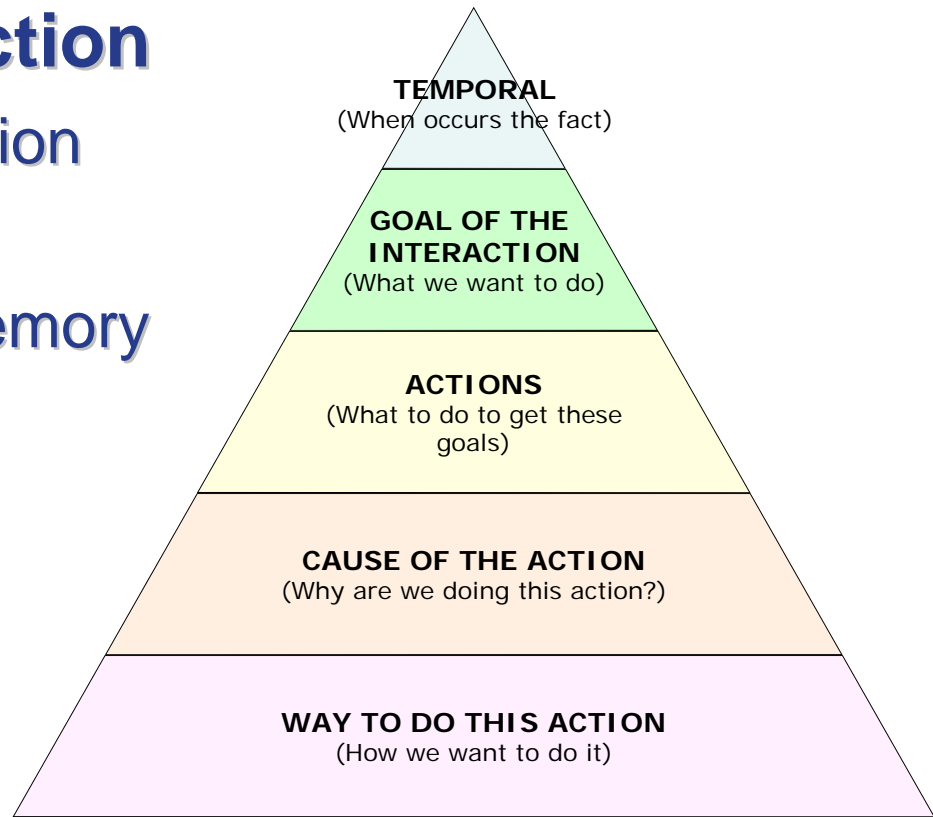 ction
ion
emory
TEMPORAL
(When occurs the fact)
GOAL OF THE
INTERACTION
(What we want to do)
ACTIONS
(What to do to get these
goals)
CAUSE OF THE ACTION
(Why are we doing this action?)
WAY TO DO THIS ACTION
(How we want to do it)